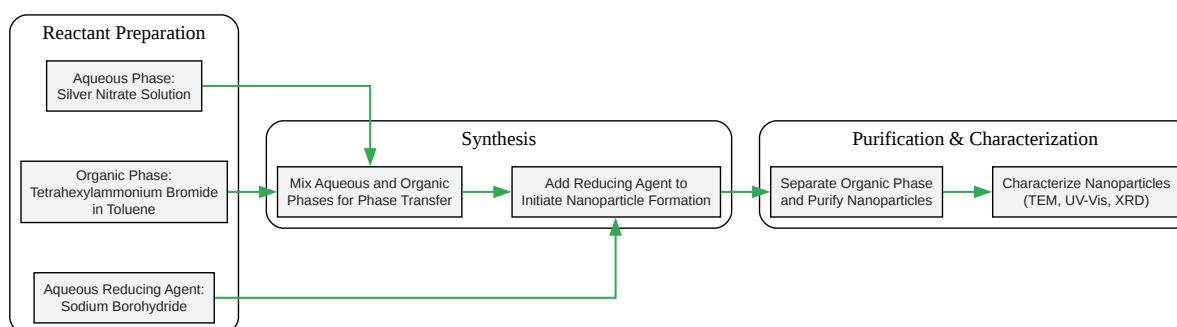 Reactant Preparation
Aqueous Phase:
Silver Nitrate Solution
Organic Phase:
Tetrahexylammonium Bromide
in Toluene
Aqueous Reducing Agent:
Sodium Borohydride
Synthesis
Mix Aqueous and Organic
Phases for Phase Transfer
Add Reducing Agent to
Initiate Nanoparticle Formation
Purification & Characterization
Separate Organic Phase
and Purify Nanoparticles
Characterize Nanoparticles
(TEM, UV-Vis, XRD)